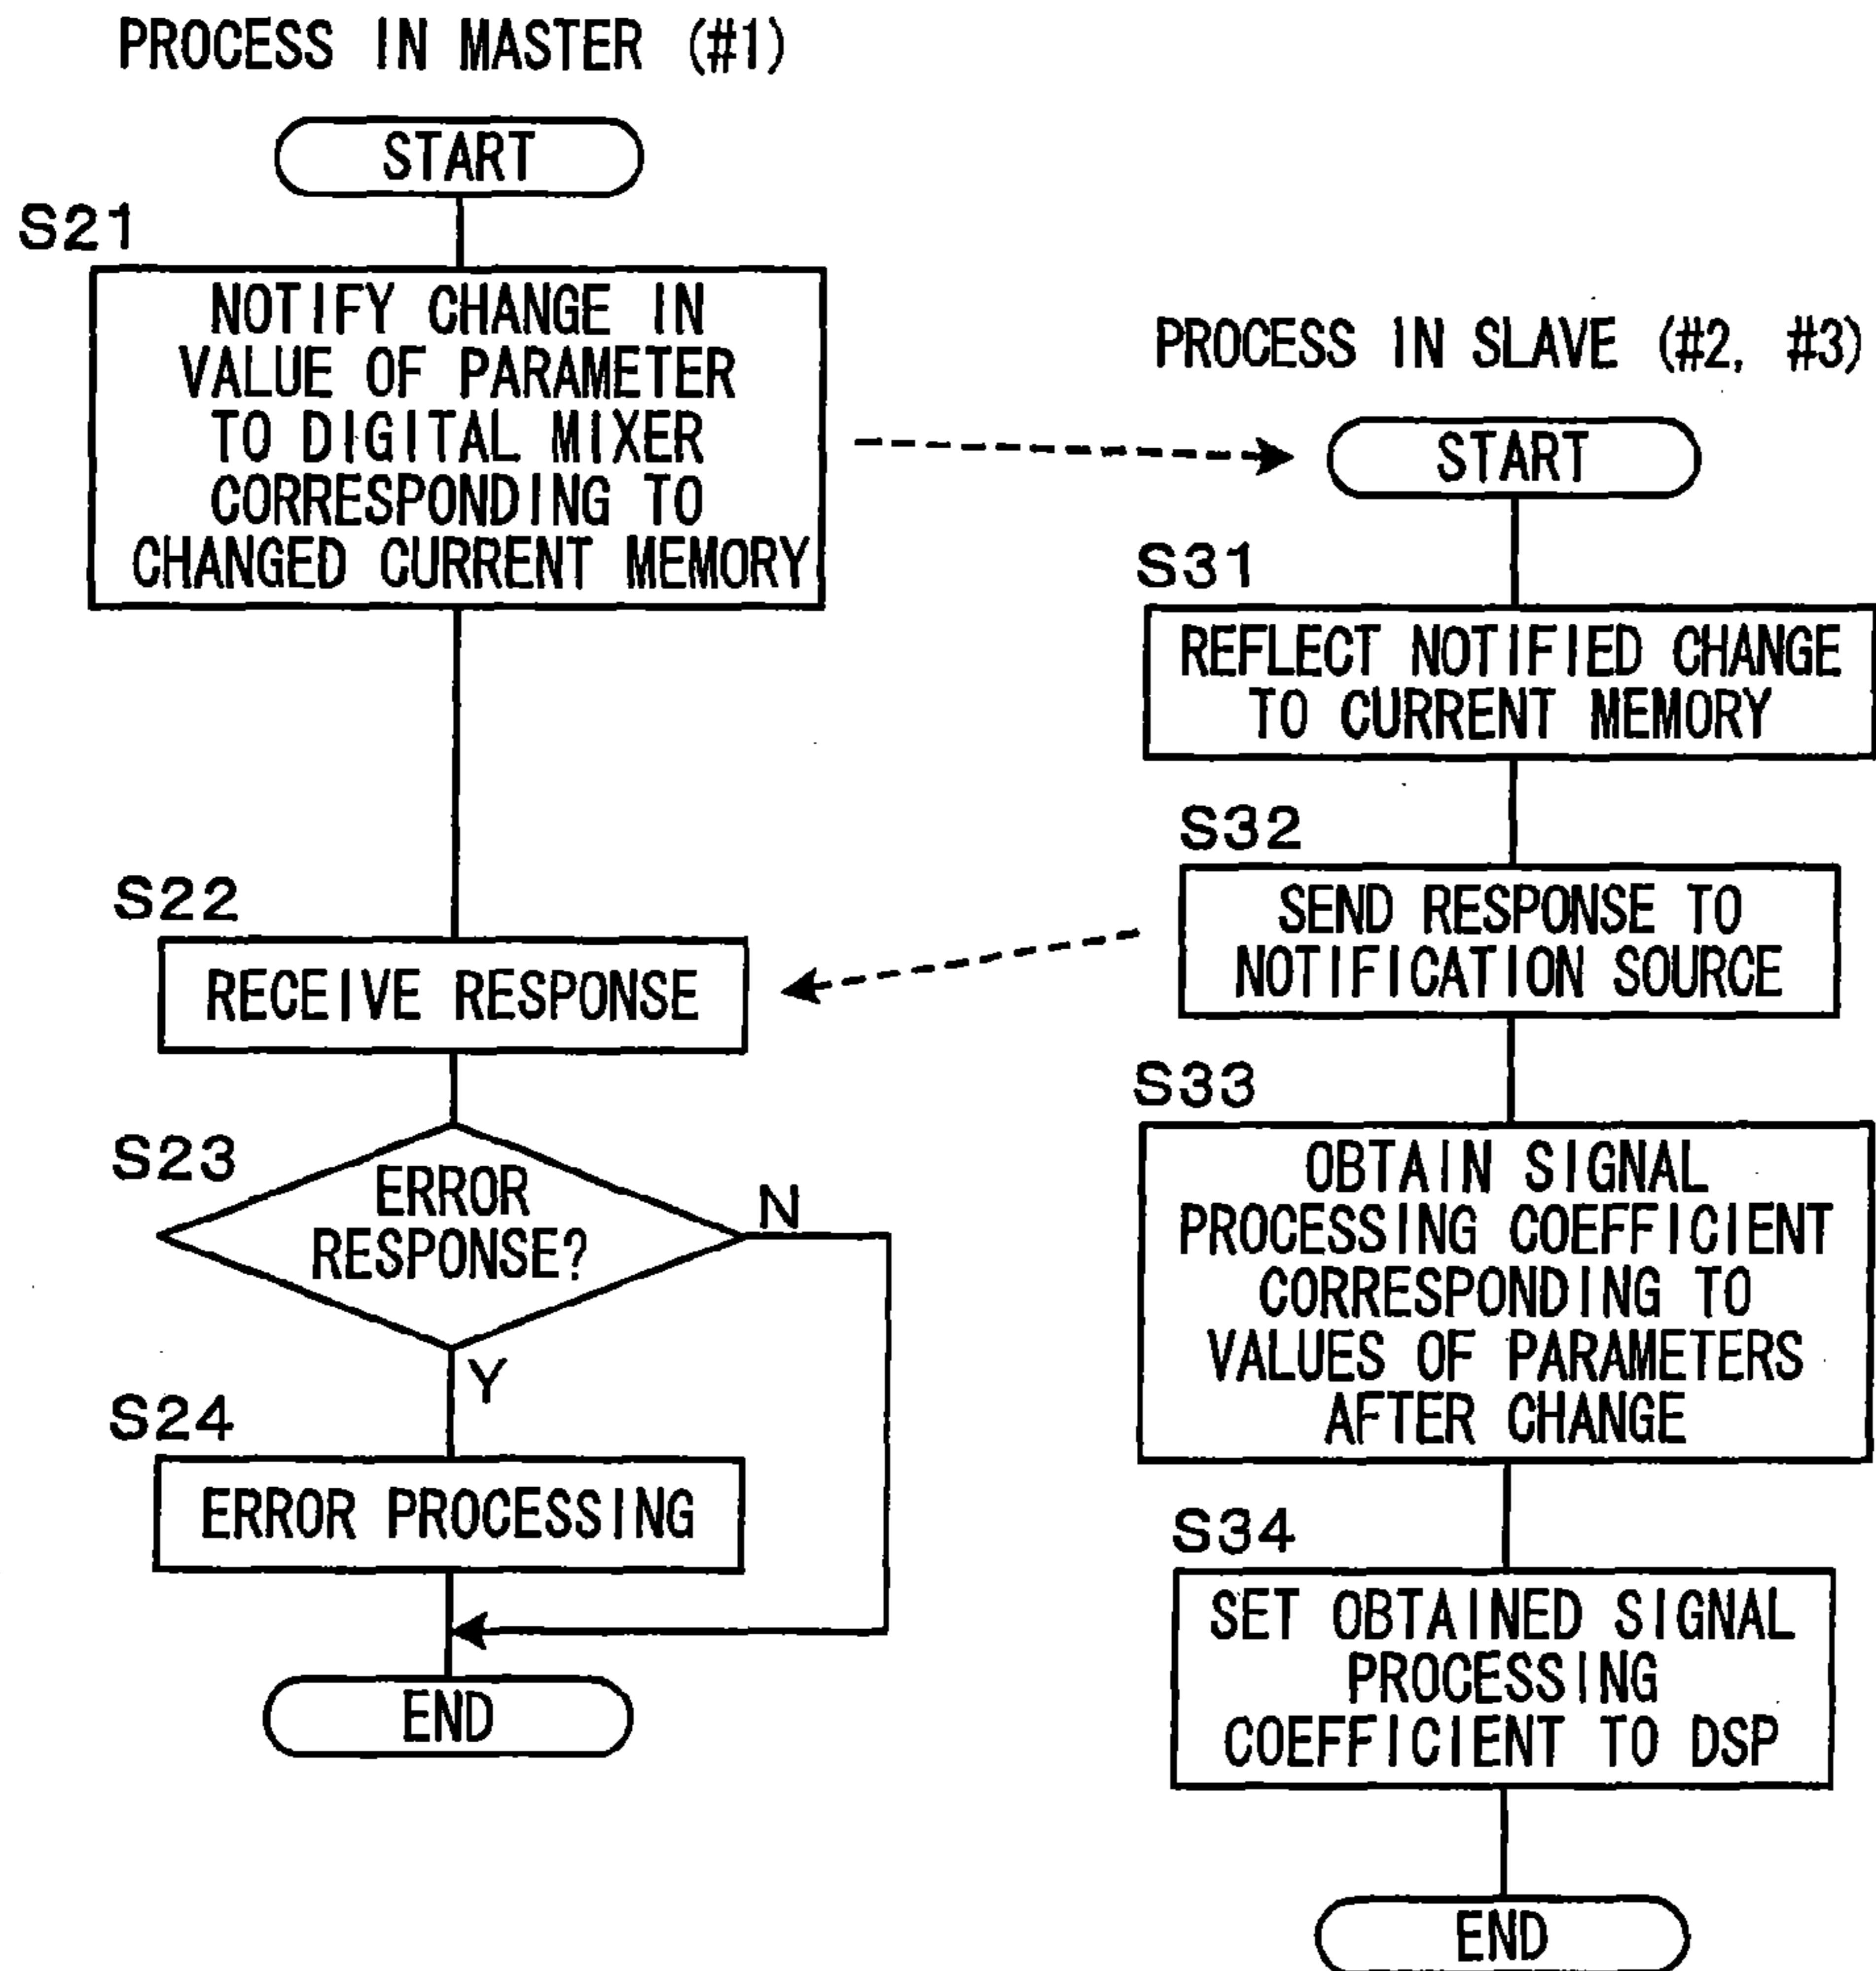 PROCESS IN MASTER (#1)
START
S21
NOTIFY CHANGE IN
VALUE OF PARAMETER
TO DIGITAL MIXER
CORRESPONDING TO
CHANGED CURRENT MEMORY
S22
RECEIVE RESPONSE
S23
ERROR
RESPONSE?
N
Y
S24
ERROR PROCESSING
END
PROCESS IN SLAVE (#2, #3)
START
S31
REFLECT NOTIFIED CHANGE
TO CURRENT MEMORY
S32
SEND RESPONSE TO
NOTIFICATION SOURCE
S33
OBTAIN SIGNAL
PROCESSING COEFFICIENT
CORRESPONDING TO
VALUES OF PARAMETERS
AFTER CHANGE
S34
SET OBTAINED SIGNAL
PROCESSING
COEFFICIENT TO DSP
END